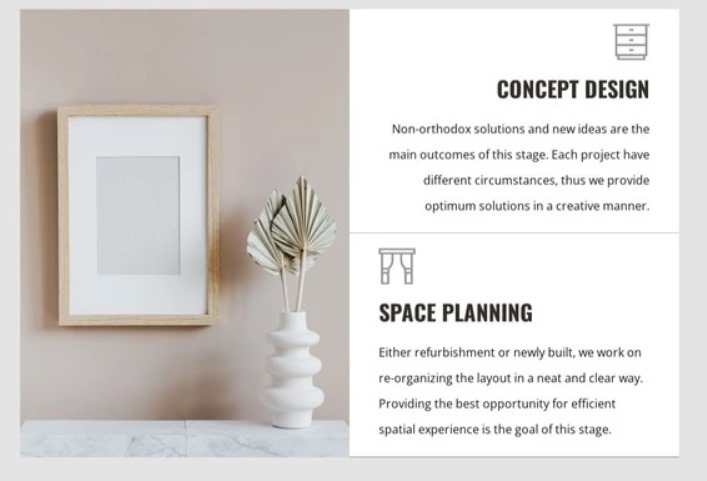 CONCEPT DESIGN
Non-orthodox solutions and new ideas are the
main outcomes of this stage. Each project have
different circumstances, thus we provide
optimum solutions in a creative manner.
SPACE PLANNING
Either refurbishment or newly built, we work on
re-organizing the layout in a neat and clear way.
Providing the best opportunity for efficient
spatial experience is the goal of this stage.